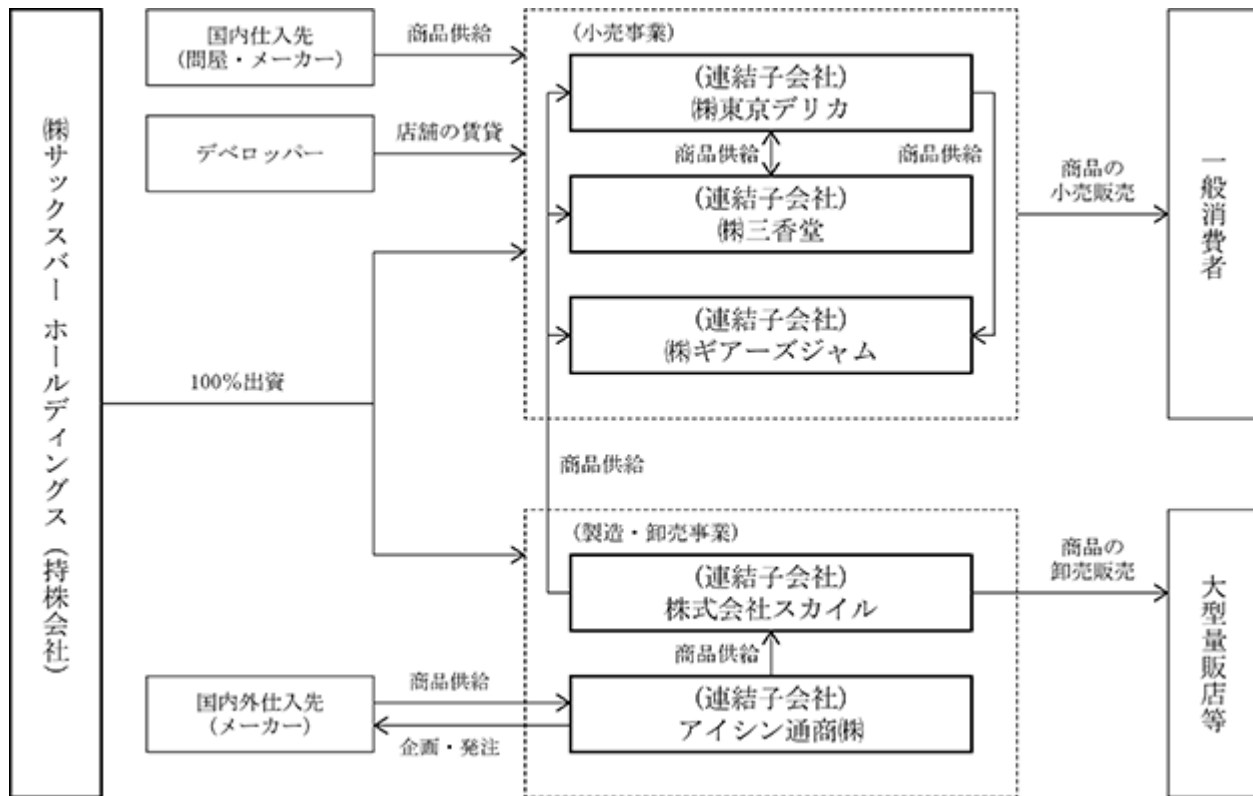 ㈱サックスバー ホールディングス（持株会社）
国内仕入先
(問屋・メーカー)
商品供給
デベロッパー
店舗の賃貸
100%出資
(小売事業)
(連結子会社)
㈱東京デリカ
商品供給
商品供給
(連結子会社)
㈱三香堂
(連結子会社)
㈱ギアーズジャム
商品の
小売販売
一般消費者
商品供給
(製造・卸売事業)
(連結子会社)
株式会社スカイル
商品供給
(連結子会社)
アイシン通商㈱
商品の
卸売販売
大型量販店等
国内外仕入先
(メーカー)
商品供給
企画・発注